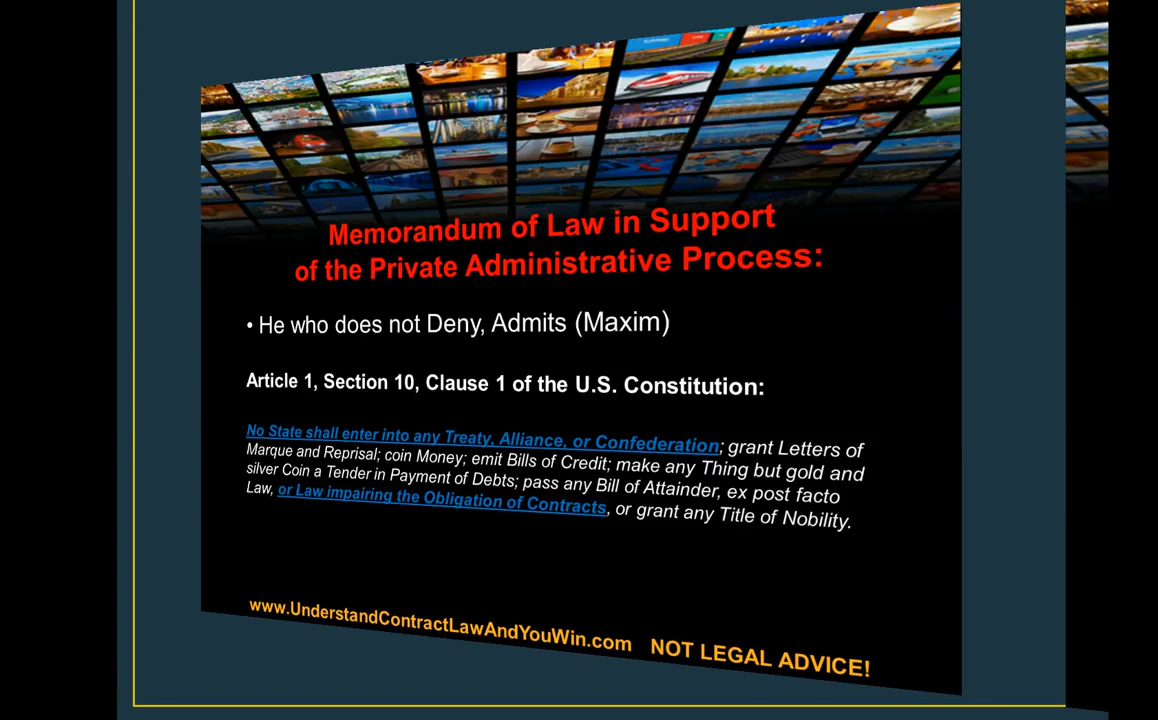 Memorandum of Law in Support
of the Private Administrative Process:
• He who does not Deny, Admits (Maxim)
Article 1, Section 10, Clause 1 of the U.S. Constitution:
No State shall enter into any Treaty, Alliance, or Confederation; grant Letters of
Marque and Reprisal; coin Money; emit Bills of Credit; make any Thing but gold and
silver Coin a Tender in Payment of Debts; pass any Bill of Attainder, ex post facto
Law, or Law impairing the Obligation of Contracts, or grant any Title of Nobility.
www.UnderstandContractLawAndYouWin.com NOT LEGAL ADVICE!